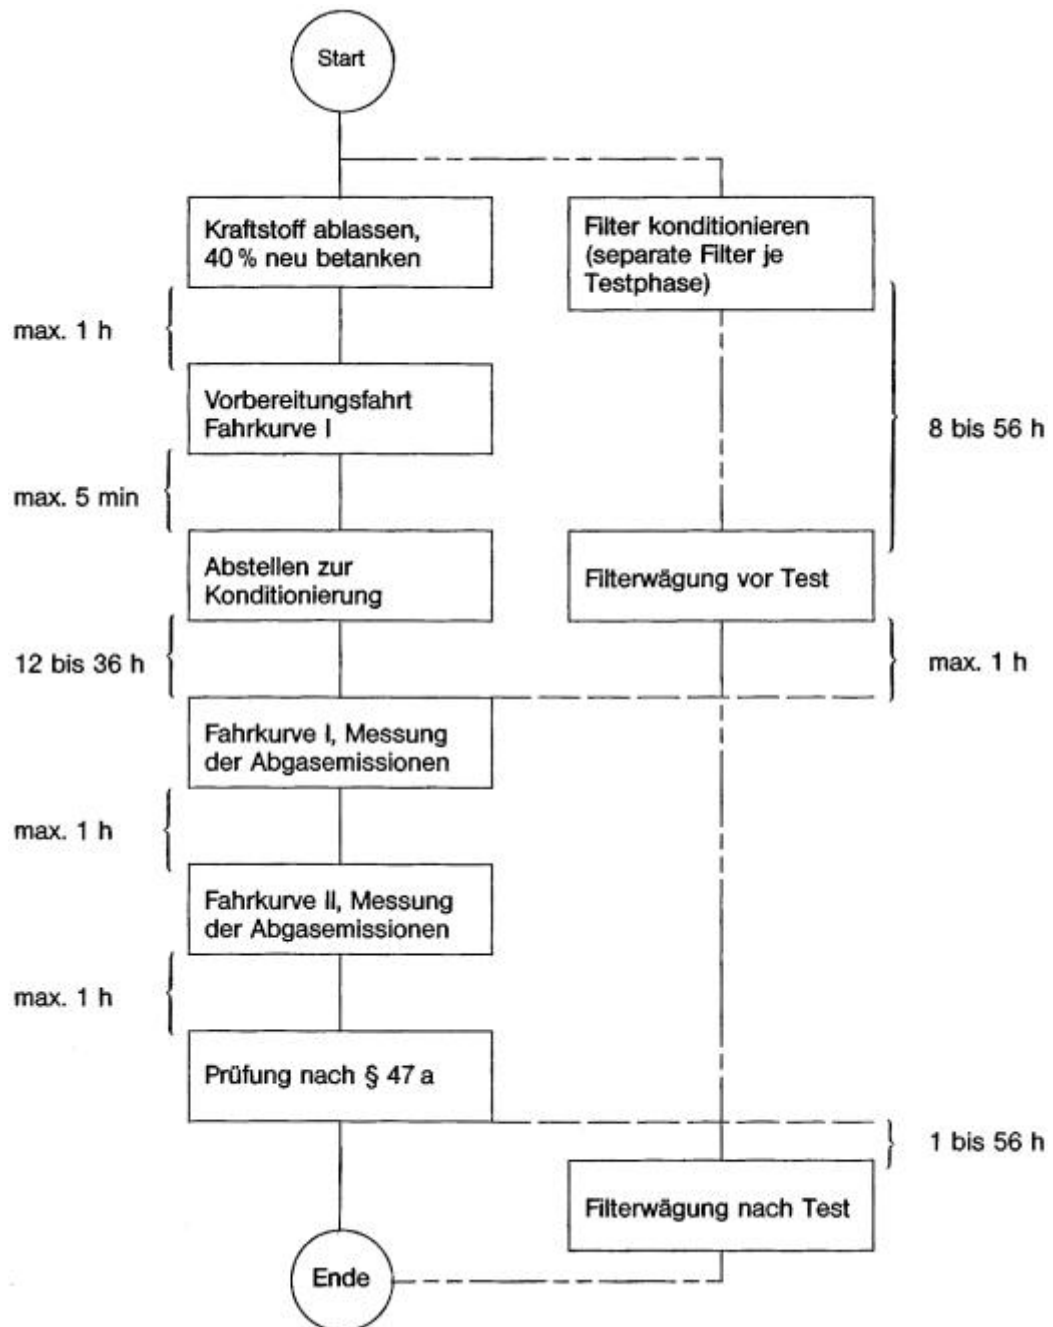 Start
Kraftstoff ablassen,
40 % neu betanken
Filter konditionieren
(separate Filter je
Testphase)
max. 1 h
Vorbereitungsfahrt
Fahrkurve I
8 bis 56 h
max. 5 min
Abstellen zur
Konditionierung
Filterwägung vor Test
12 bis 36 h
max. 1 h
Fahrkurve I, Messung
der Abgasemissionen
max. 1 h
Fahrkurve II, Messung
der Abgasemissionen
max. 1 h
Prüfung nach § 47 a
1 bis 56 h
Filterwägung nach Test
Ende